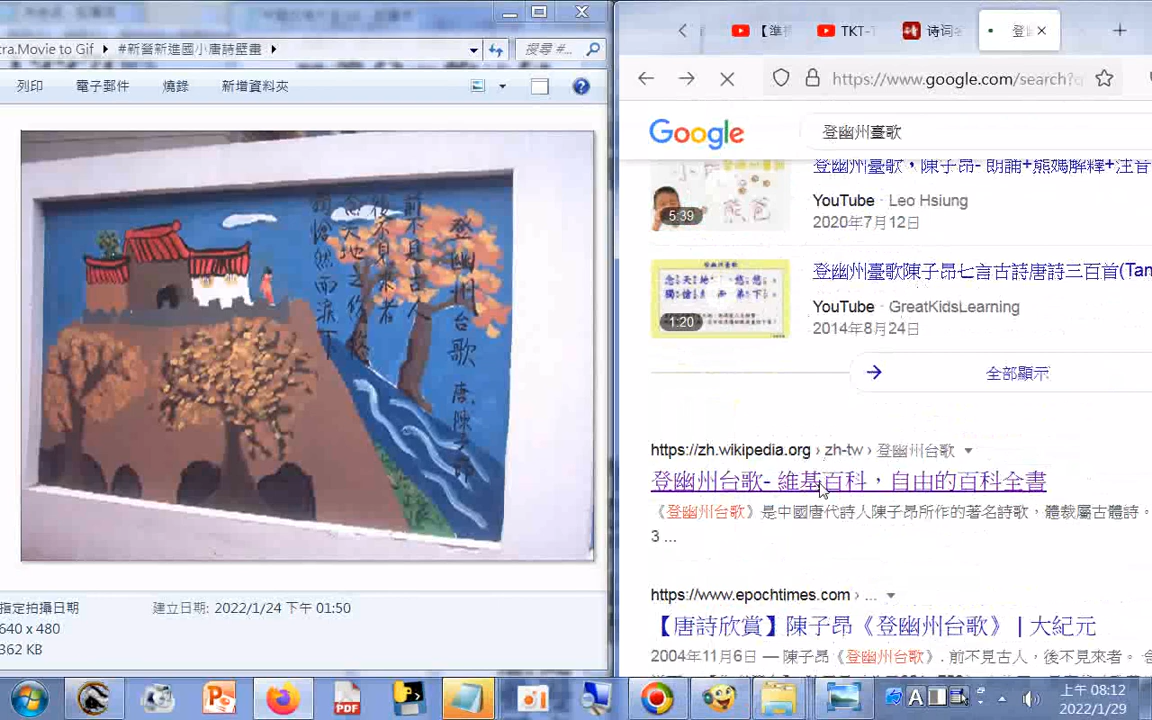 tra.Movie to Gif ▸ #新營新進國小唐詩壁畫 ▸
搜尋 #...
列印 電子郵件 燒錄 新增資料夾
登幽州台歌 唐 陳子昂
前不見古人
後不見來者
念天地之悠悠
獨愴然而淚下
指定拍攝日期
建立日期: 2022/1/24 下午 01:50
640 x 480
362 KB
【準
TKT-T
诗词
登
https://www.google.com/search?q
Google
登幽州臺歌
登幽州臺歌，陳子昂- 朗誦+熊媽解釋+注音
5:39
YouTube · Leo Hsiung
2020年7月12日
登幽州臺歌陳子昂七言古詩唐詩三百首(Tan
1:20
YouTube · GreatKidsLearning
2014年8月24日
全部顯示
https://zh.wikipedia.org › zh-tw › 登幽州台歌
登幽州台歌- 維基百科，自由的百科全書
《登幽州台歌》是中國唐代詩人陳子昂所作的著名詩歌，體裁屬古體詩。
3 ...
https://www.epochtimes.com › ...
【唐詩欣賞】陳子昂《登幽州台歌》 | 大紀元
2004年11月6日 — 陳子昂《登幽州台歌》. 前不見古人，後不見來者。
PDF
A
上午 08:12
2022/1/29